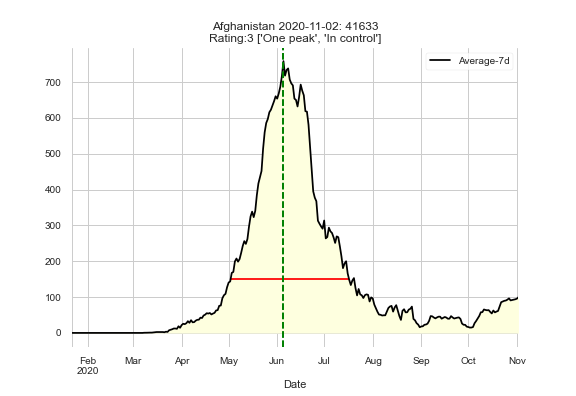 Afghanistan 2020-11-02: 41633
Rating:3 ['One peak', 'In control']
Average-7d
700
600
500
400
300
200
100
0
Feb Mar Apr May Jun Jul Aug Sep Oct Nov
2020
Date